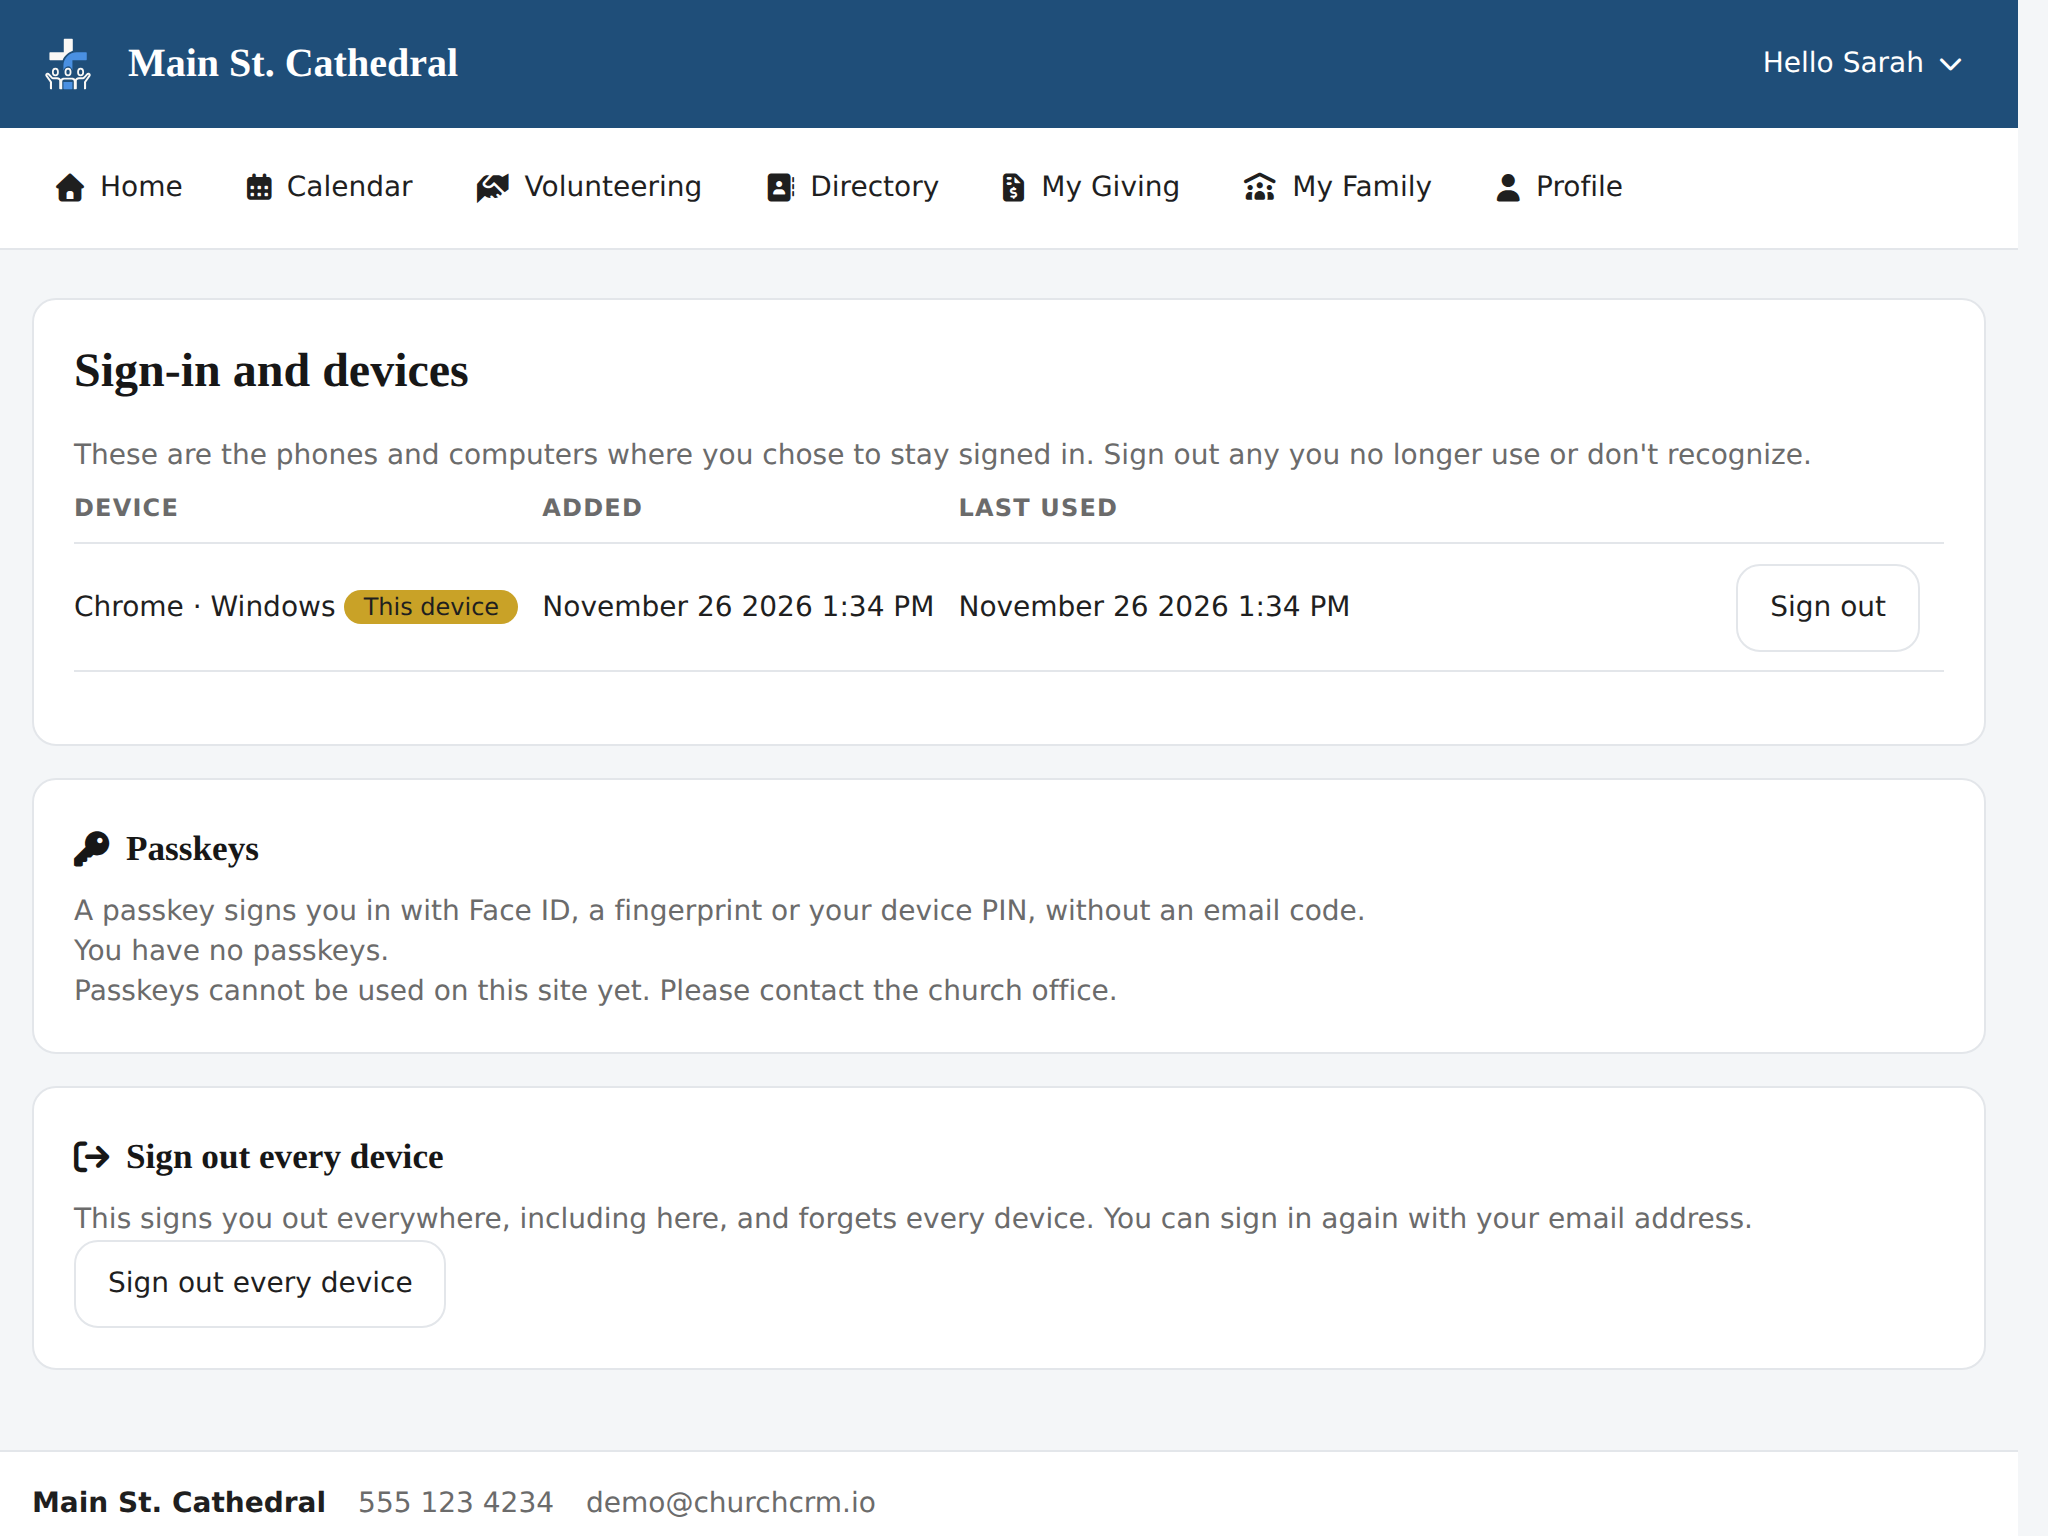 Main St. Cathedral
Hello Sarah
Home Calendar Volunteering Directory My Giving My Family Profile
Sign-in and devices
These are the phones and computers where you chose to stay signed in. Sign out any you no longer use or don't recognize.
DEVICE ADDED LAST USED
Chrome · Windows This device November 26 2026 1:34 PM November 26 2026 1:34 PM Sign out
Passkeys
A passkey signs you in with Face ID, a fingerprint or your device PIN, without an email code.
You have no passkeys.
Passkeys cannot be used on this site yet. Please contact the church office.
Sign out every device
This signs you out everywhere, including here, and forgets every device. You can sign in again with your email address.
Sign out every device
Main St. Cathedral 555 123 4234 demo@churchcrm.io